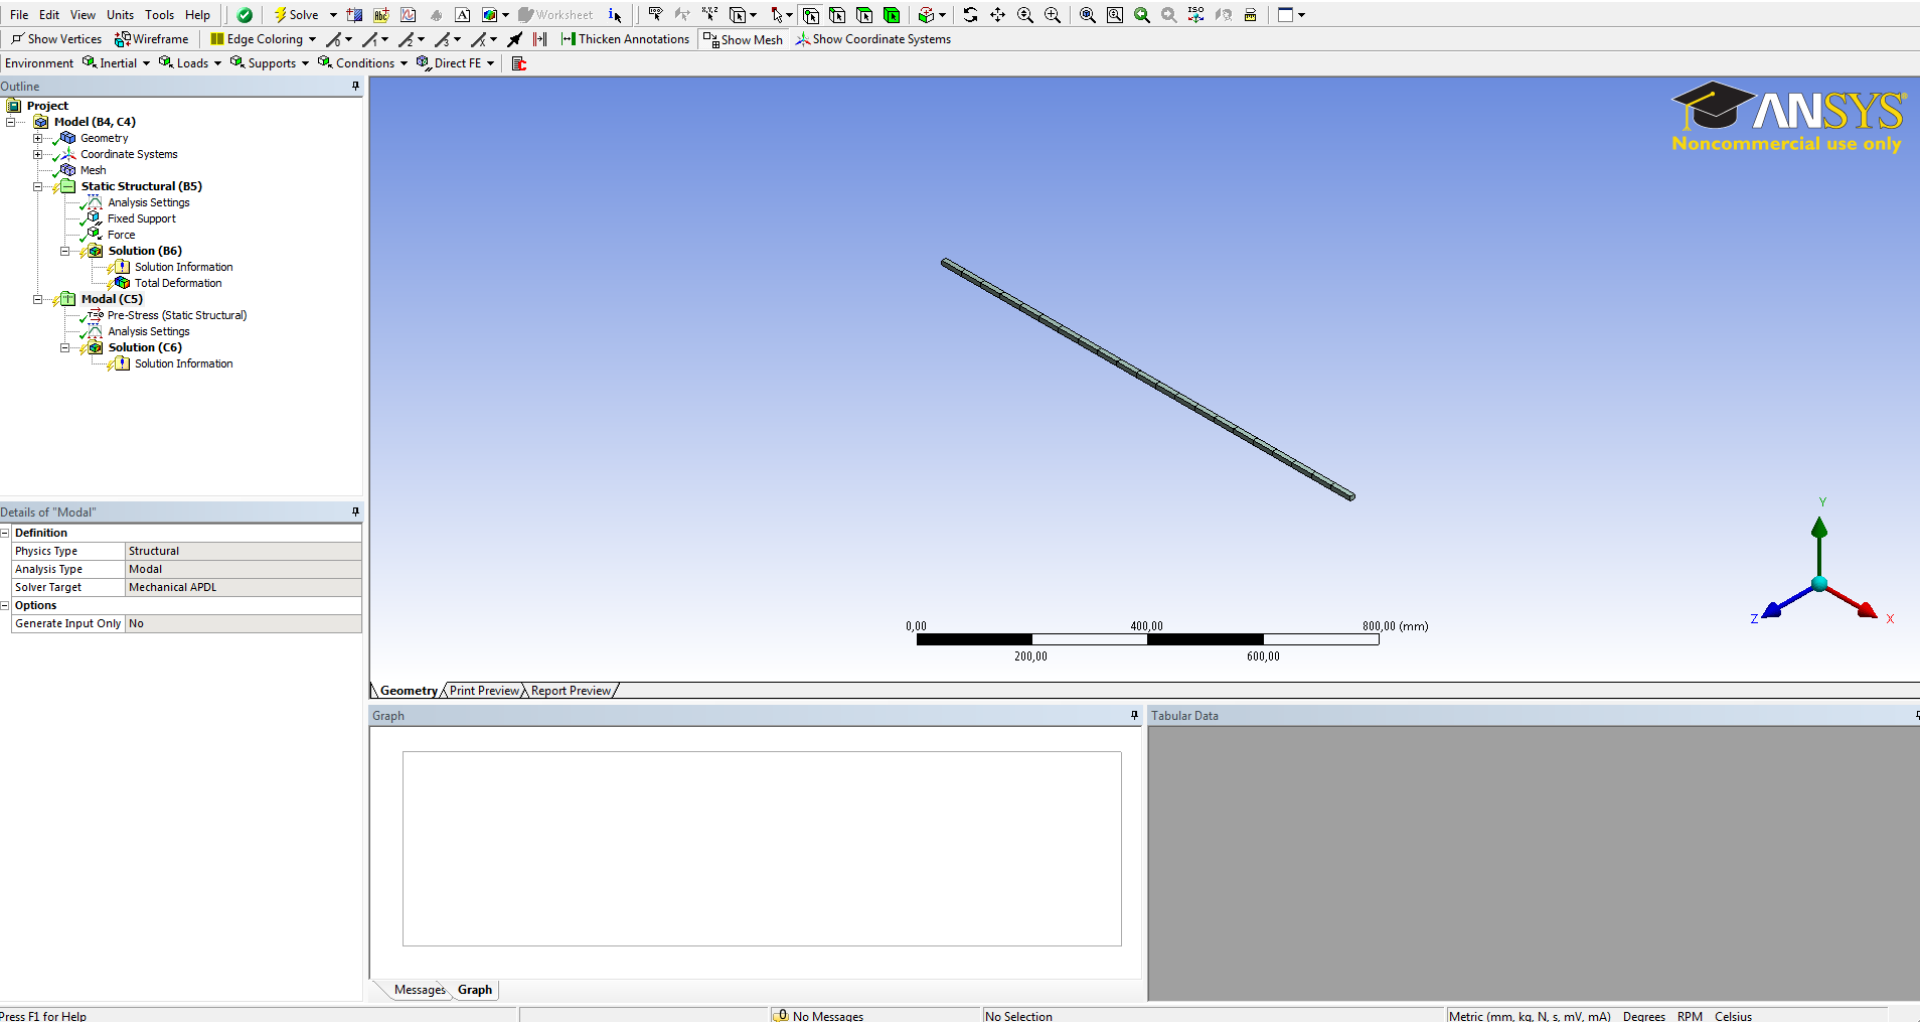 File Edit View Units Tools Help Solve Worksheet
Show Vertices Wireframe Edge Coloring Thicken Annotations Show Mesh Show Coordinate Systems
Environment Inertial Loads Supports Conditions Direct FE
Outline
Project
Model (B4, C4)
Geometry
Coordinate Systems
Mesh
Static Structural (B5)
Analysis Settings
Fixed Support
Force
Solution (B6)
Solution Information
Total Deformation
Modal (C5)
Pre-Stress (Static Structural)
Analysis Settings
Solution (C6)
Solution Information
Details of "Modal"
Definition
Physics Type Structural
Analysis Type Modal
Solver Target Mechanical APDL
Options
Generate Input Only No
ANSYS
Noncommercial use only
Y
Z X
0,00 400,00 800,00 (mm)
200,00 600,00
Geometry Print Preview Report Preview
Graph
Tabular Data
Messages Graph
Press F1 for Help No Messages No Selection Metric (mm, kg, N, s, mV, mA) Degrees RPM Celsius